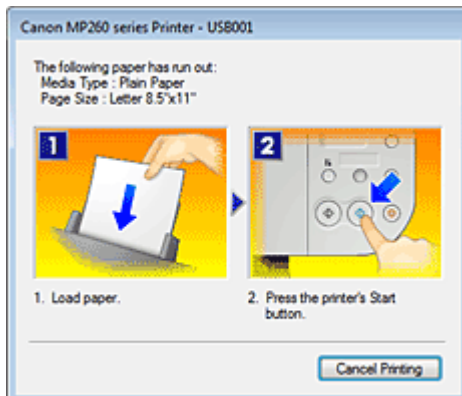 Canon MP260 series Printer - USB001
The following paper has run out:
Media Type : Plain Paper
Page Size : Letter 8.5"x11"
1
2
1. Load paper.
2. Press the printer's Start
button.
Cancel Printing